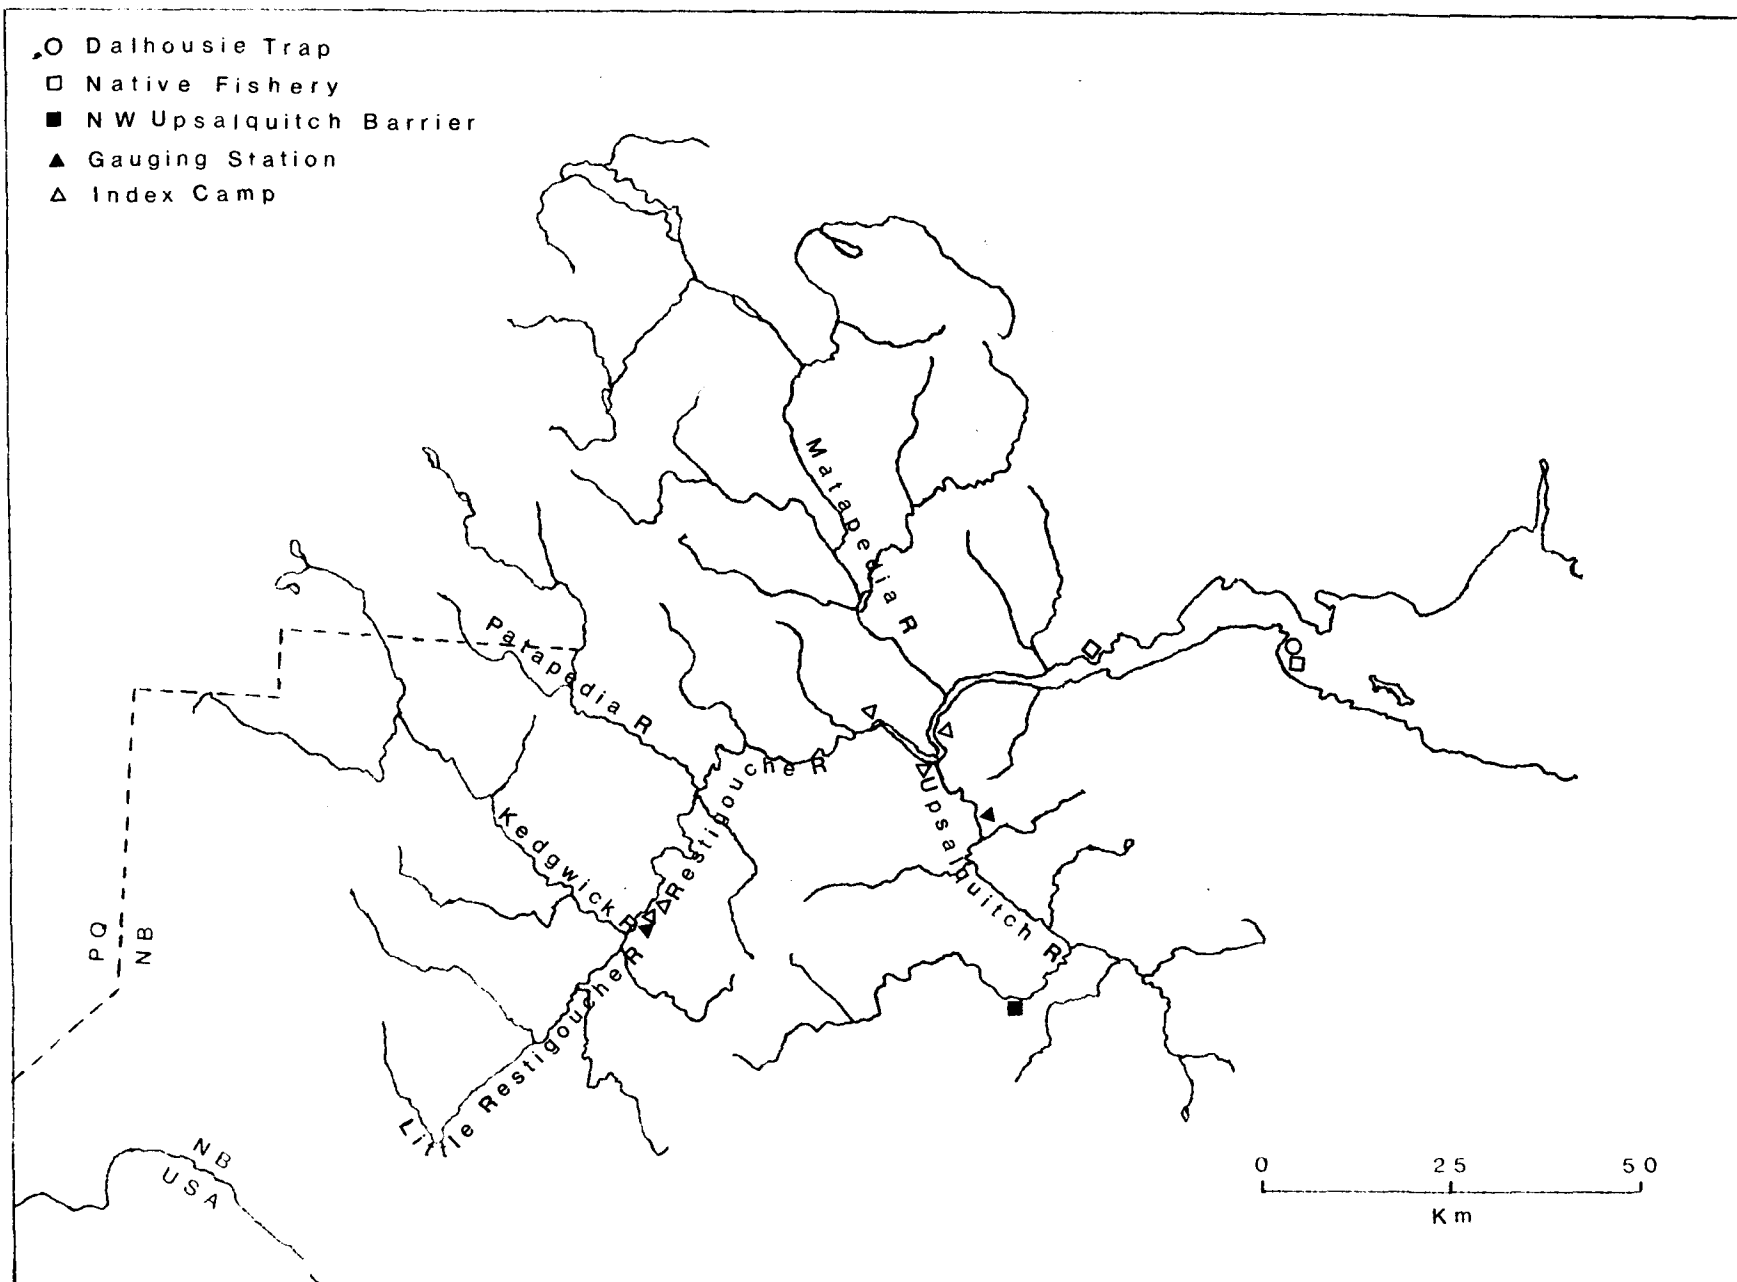 Dalhousie Trap
Native Fishery
NW Upsalquitch Barrier
Gauging Station
Index Camp
Matapedia R
Patapedia R
Restigouche R
Kedgwick R
Upsalquitch R
Little Restigouche R
PQ
NB
NB
USA
0 25 50
Km